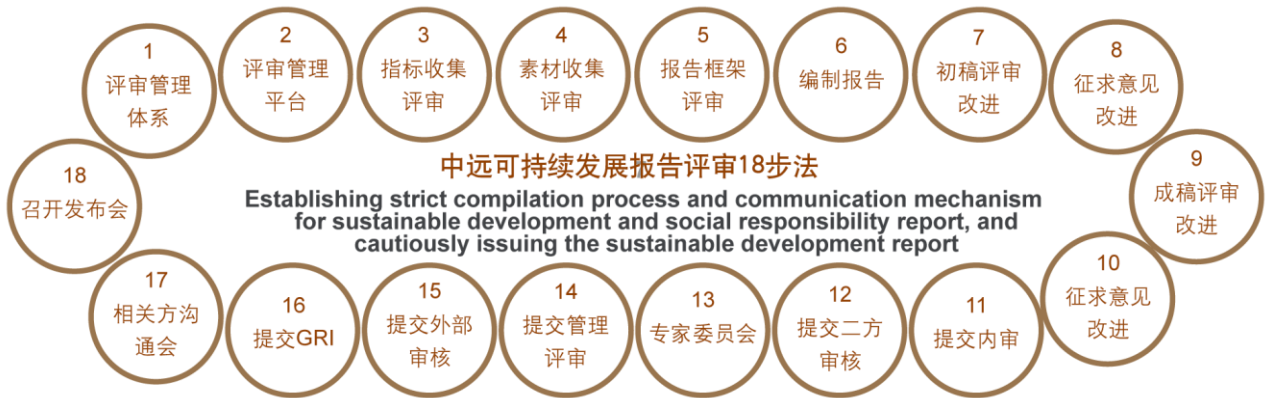 1
评审管理
体系
2
评审管理
平台
3
指标收集
评审
4
素材收集
评审
5
报告框架
评审
6
编制报告
7
初稿评审
改进
8
征求意见
改进
9
成稿评审
改进
10
征求意见
改进
11
提交内审
12
提交二方
审核
13
专家委员会
14
提交管理
评审
15
提交外部
审核
16
提交GRI
17
相关方沟
通会
18
召开发布会
中远可持续发展报告评审18步法
Establishing strict compilation process and communication mechanism
for sustainable development and social responsibility report, and
cautiously issuing the sustainable development report